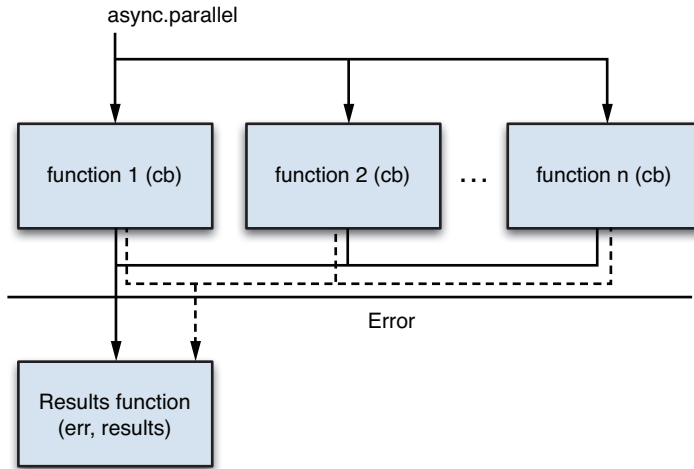 async.parallel
function 1 (cb)
function 2 (cb)
...
function n (cb)
Error
Results function
(err, results)